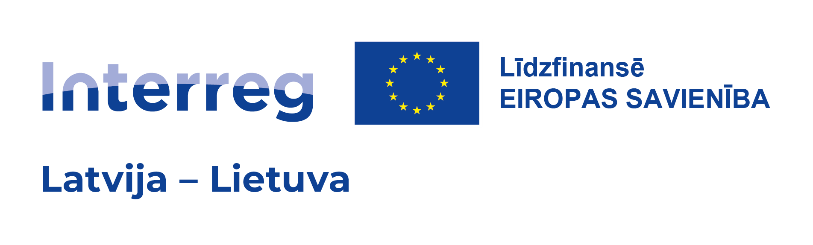 Interreg
Līdzfinansē
EIROPAS SAVIENĪBA
Latvija – Lietuva